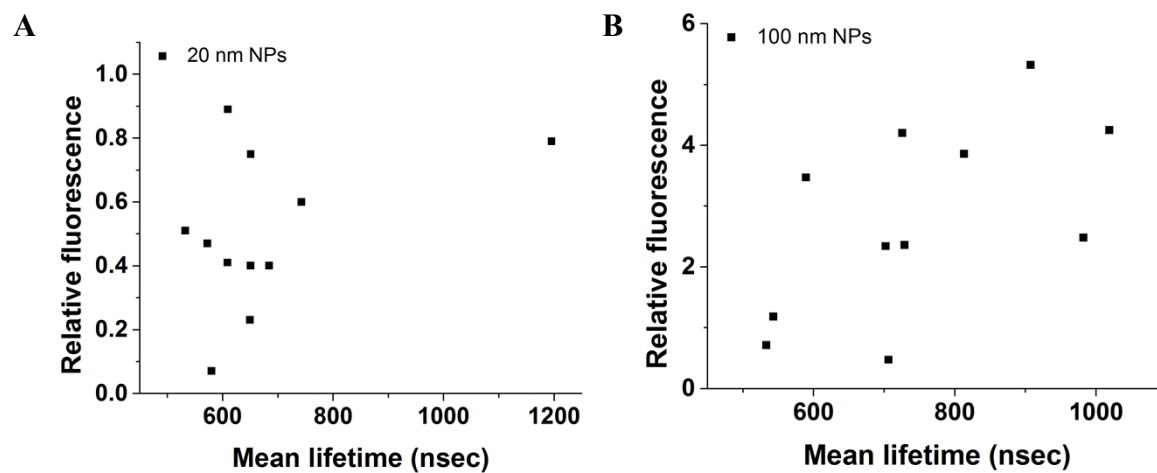 A
20 nm NPs
Relative fluorescence
1.0
0.8
0.6
0.4
0.2
0.0
600 800 1000 1200
Mean lifetime (nsec)
B
100 nm NPs
Relative fluorescence
6
4
2
0
600 800 1000
Mean lifetime (nsec)